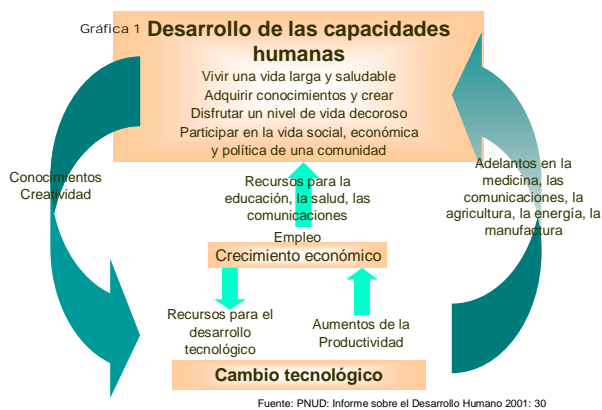 Gráfica 1
Desarrollo de las capacidades
humanas
Vivir una vida larga y saludable
Adquirir conocimientos y crear
Disfrutar un nivel de vida decoroso
Participar en la vida social, económica
y política de una comunidad
Conocimientos
Creatividad
Recursos para la
educación, la salud, las
comunicaciones
Adelantos en la
medicina, las
comunicaciones, la
agricultura, la energía, la
manufactura
Empleo
Crecimiento económico
Recursos para el
desarrollo
tecnológico
Aumentos de la
Productividad
Cambio tecnológico
Fuente: PNUD: Informe sobre el Desarrollo Humano 2001: 30